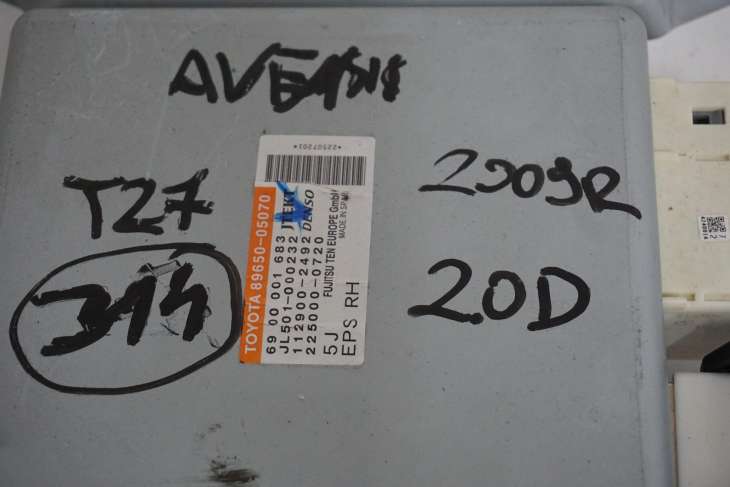 AVENSIS
T27
2009R
314
20D
*22507201*
TOYOTA 89650-05070
69 00 001 683 JTEKT
JL501-000232
112900-2492 DENSO
225000-0720
FUJITSU TEN EUROPE GmbH
MADE IN SPAIN
5J
EPS RH